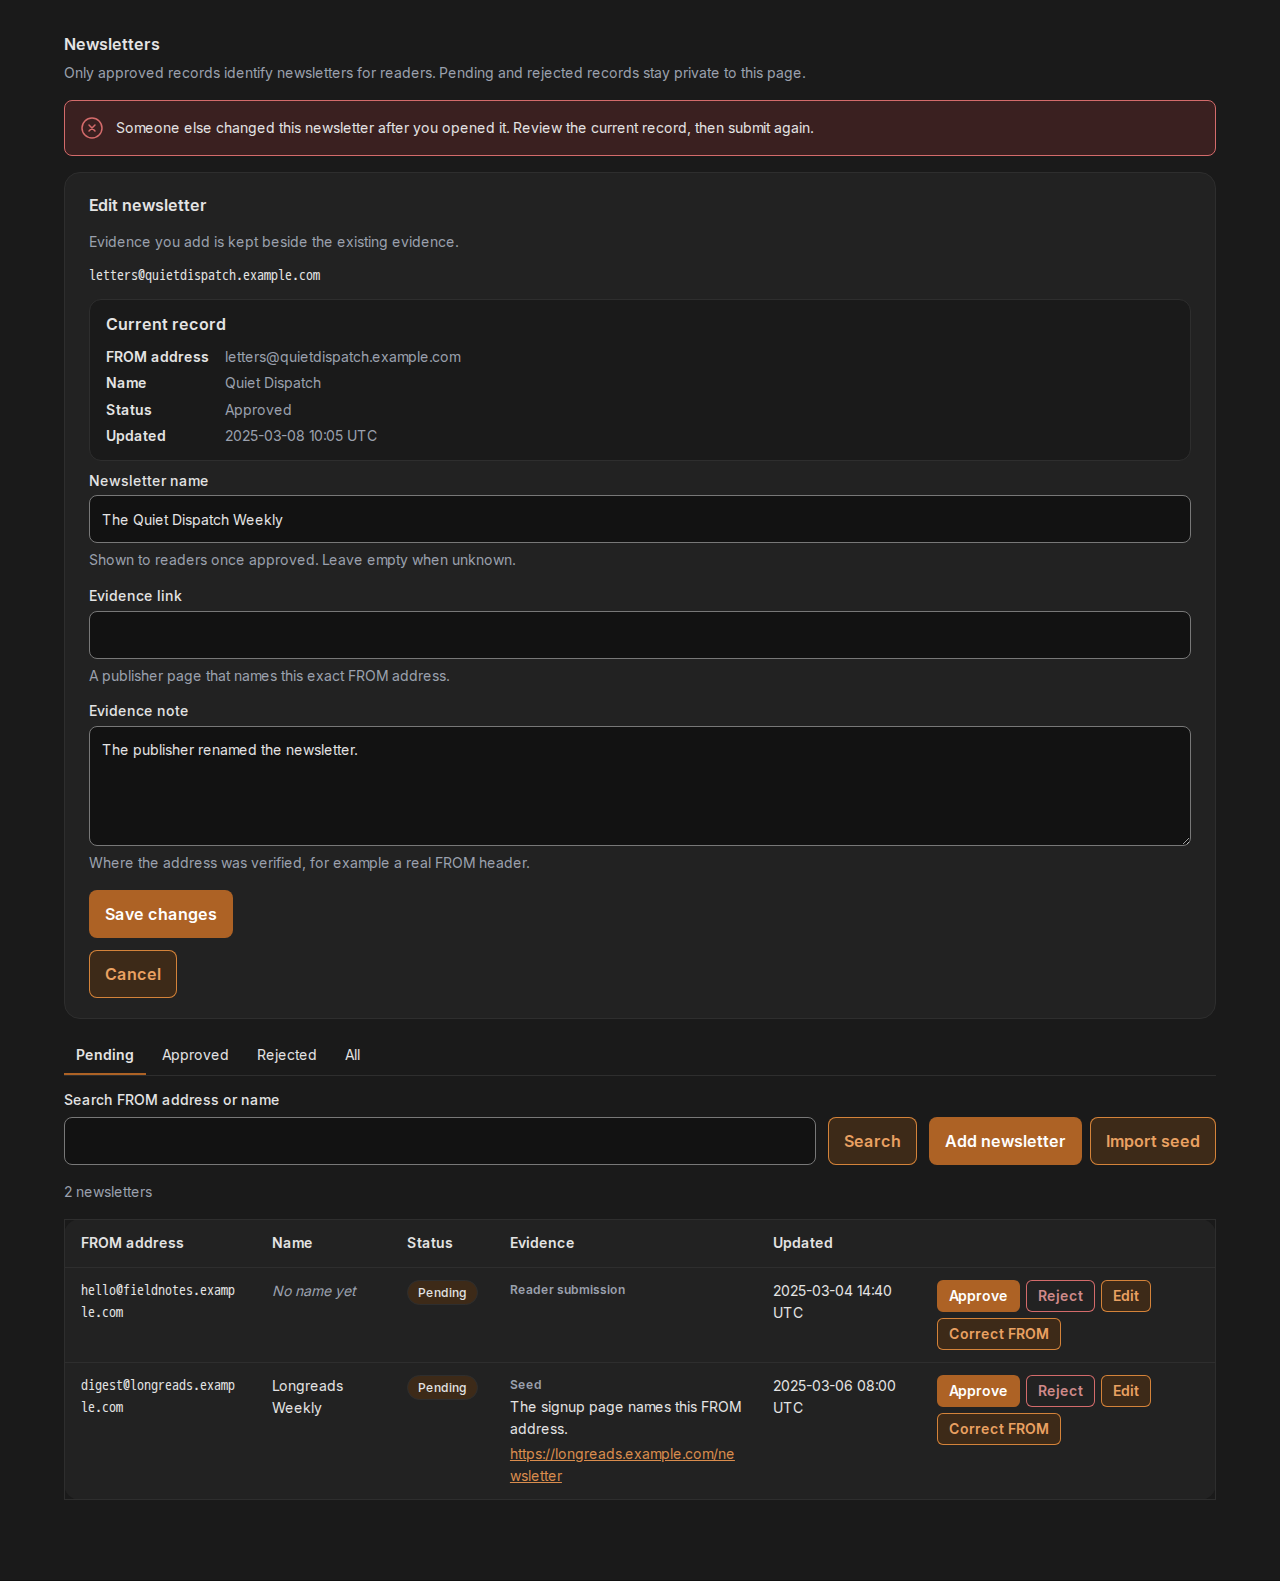 Newsletters
Only approved records identify newsletters for readers. Pending and rejected records stay private to this page.
Someone else changed this newsletter after you opened it. Review the current record, then submit again.
Edit newsletter
Evidence you add is kept beside the existing evidence.
letters@quietdispatch.example.com
Current record
FROM address letters@quietdispatch.example.com
Name Quiet Dispatch
Status Approved
Updated 2025-03-08 10:05 UTC
Newsletter name
The Quiet Dispatch Weekly
Shown to readers once approved. Leave empty when unknown.
Evidence link
A publisher page that names this exact FROM address.
Evidence note
The publisher renamed the newsletter.
Where the address was verified, for example a real FROM header.
Save changes
Cancel
Pending Approved Rejected All
Search FROM address or name
Search Add newsletter Import seed
2 newsletters
FROM address Name Status Evidence Updated
hello@fieldnotes.examp
le.com
No name yet
Pending
Reader submission
2025-03-04 14:40
UTC
Approve Reject Edit
Correct FROM
digest@longreads.examp
le.com
Longreads
Weekly
Pending
Seed
The signup page names this FROM
address.
https://longreads.example.com/ne
wsletter
2025-03-06 08:00
UTC
Approve Reject Edit
Correct FROM